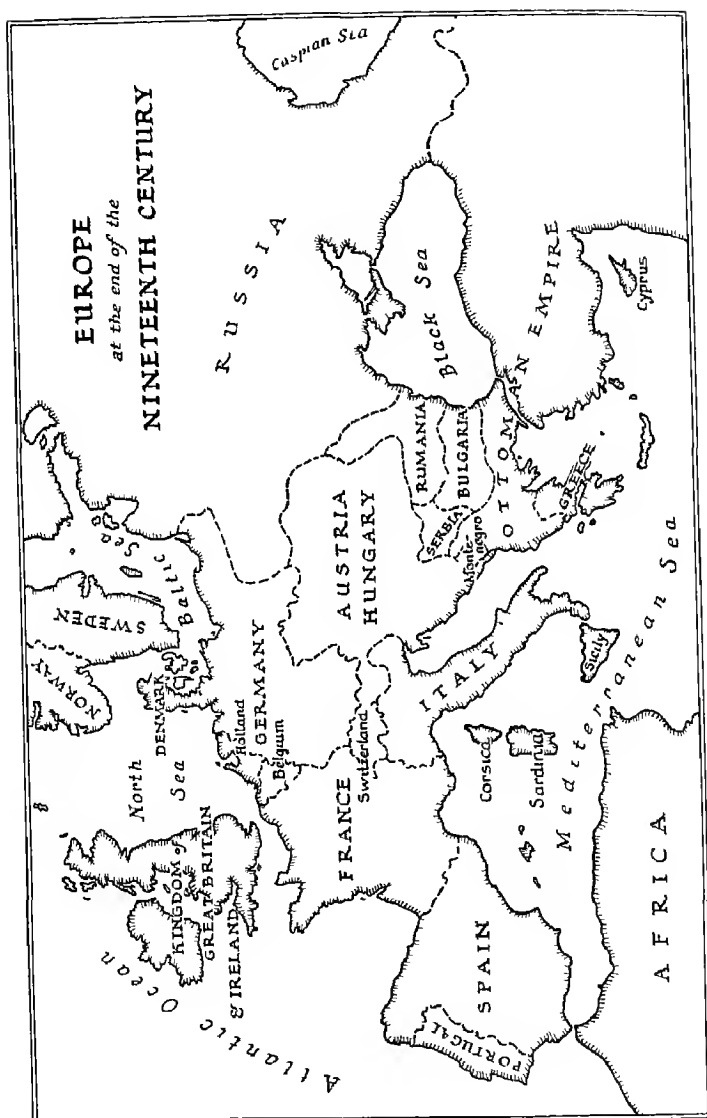 EUROPE
at the end of the
NINETEENTH CENTURY
Caspian Sea
RUSSIA
NORWAY
SWEDEN
Baltic Sea
DENMARK
North
Sea
KINGDOM of
GREAT BRITAIN
& IRELAND
Atlantic Ocean
Holland
GERMANY
Belgum
AUSTRIA
HUNGARY
FRANCE
Switzerland
RUMANIA
BULGARIA
SERBIA
Monte-
negro
Black Sea
OTTOMAN EMPIRE
GREECE
Cyprus
ITALY
Corsica
Sardinia
Sicily
Mediterranean Sea
SPAIN
PORTUGAL
AFRICA